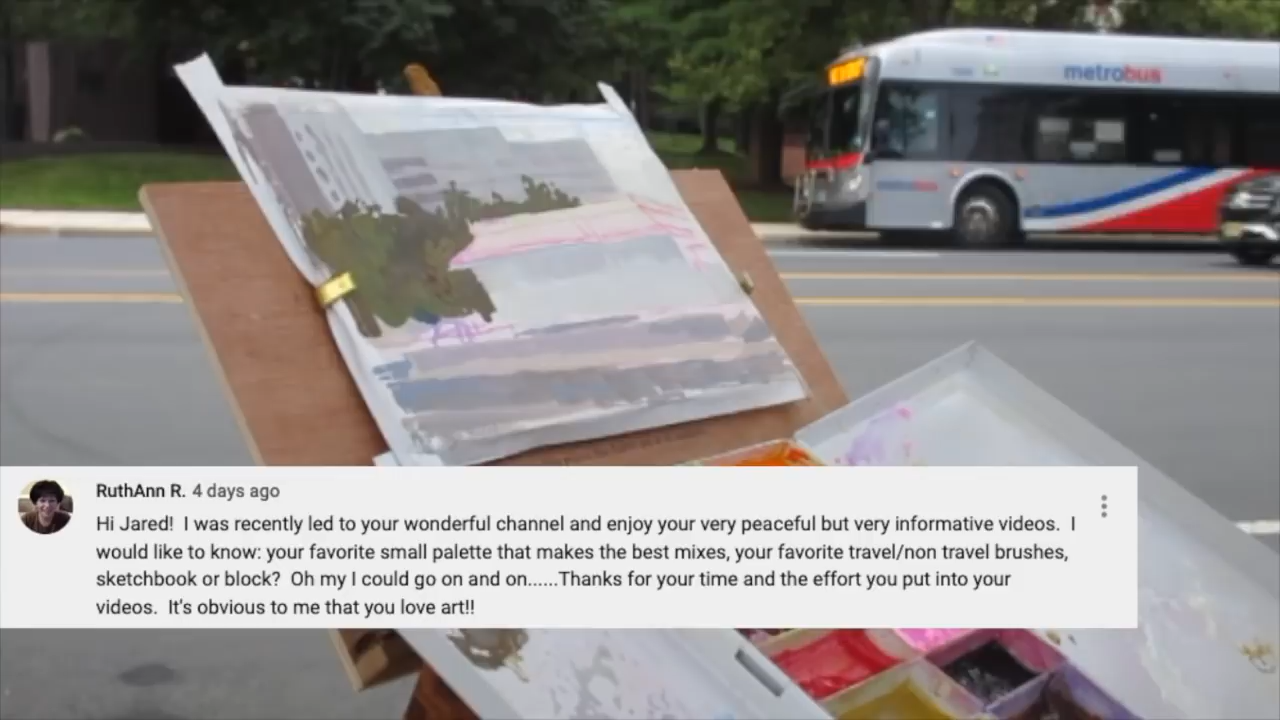 metrobus
RuthAnn R. 4 days ago
Hi Jared!  I was recently led to your wonderful channel and enjoy your very peaceful but very informative videos.  I
would like to know: your favorite small palette that makes the best mixes, your favorite travel/non travel brushes,
sketchbook or block?  Oh my I could go on and on......Thanks for your time and the effort you put into your
videos.  It's obvious to me that you love art!!